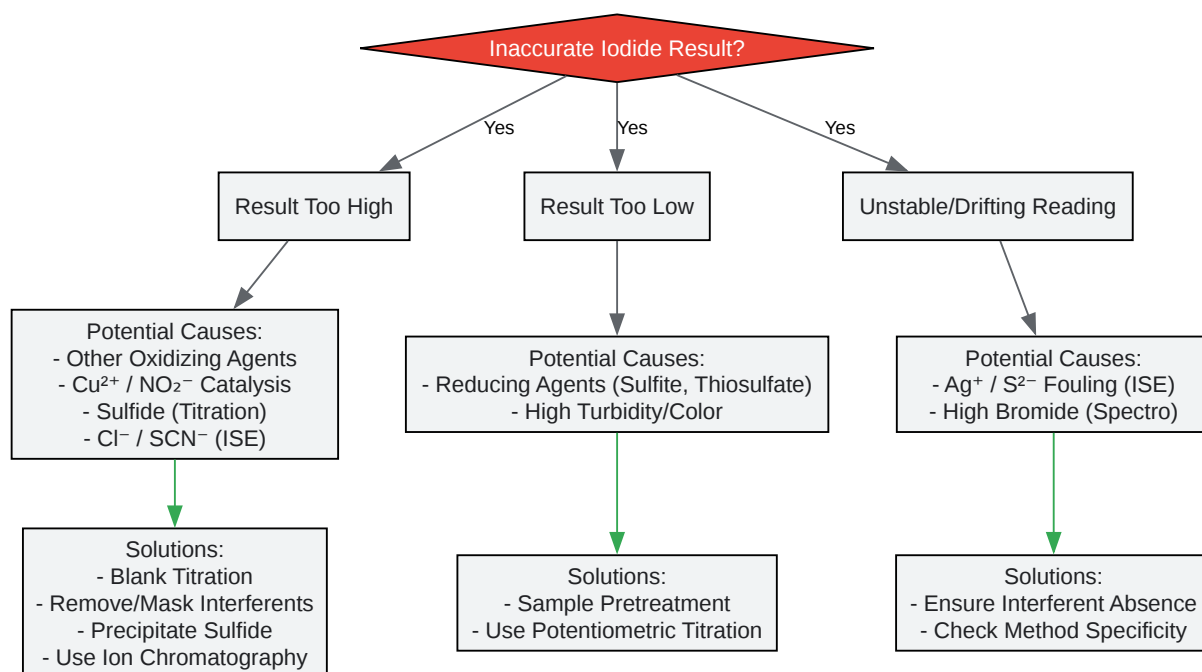 Inaccurate Iodide Result?
Yes
Yes
Yes
Result Too High
Result Too Low
Unstable/Drifting Reading
Potential Causes:
- Other Oxidizing Agents
- Cu²⁺ / NO₂⁻ Catalysis
- Sulfide (Titration)
- Cl⁻ / SCN⁻ (ISE)
Potential Causes:
- Reducing Agents (Sulfite, Thiosulfate)
- High Turbidity/Color
Potential Causes:
- Ag⁺ / S²⁻ Fouling (ISE)
- High Bromide (Spectro)
Solutions:
- Blank Titration
- Remove/Mask Interferents
- Precipitate Sulfide
- Use Ion Chromatography
Solutions:
- Sample Pretreatment
- Use Potentiometric Titration
Solutions:
- Ensure Interferent Absence
- Check Method Specificity